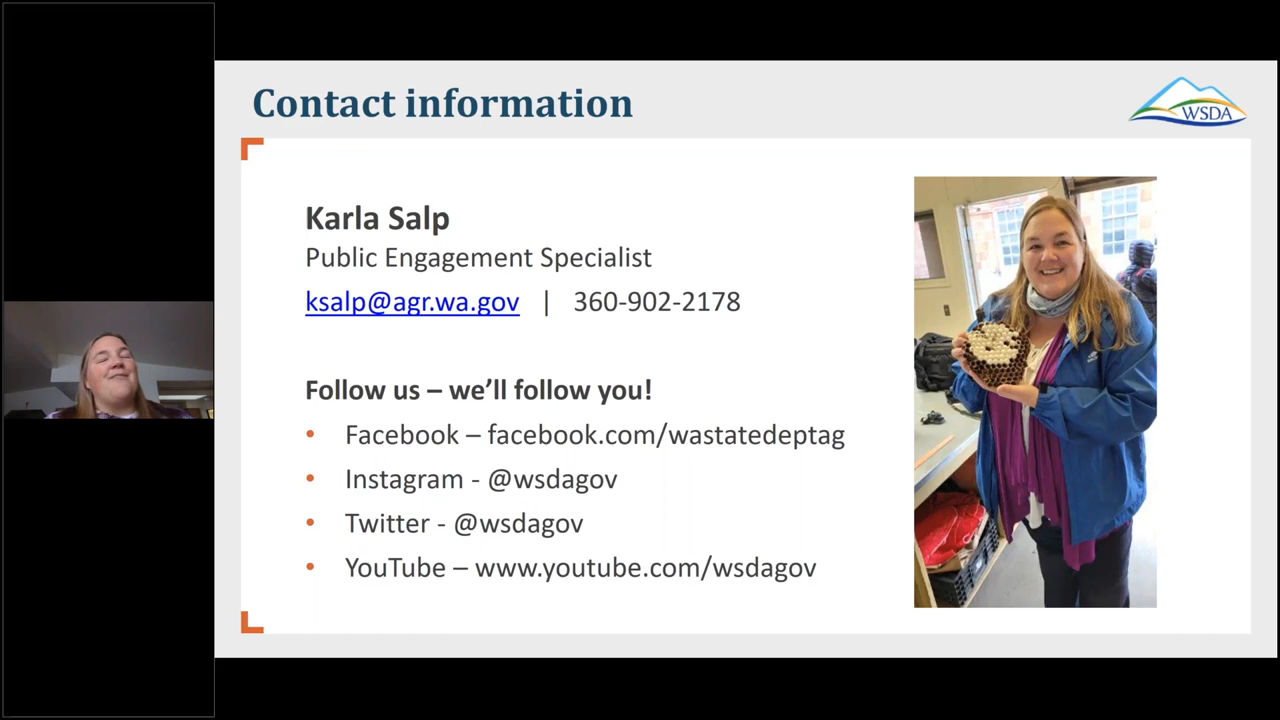 Contact information
WSDA
Karla Salp
Public Engagement Specialist
ksalp@agr.wa.gov | 360-902-2178
Follow us – we’ll follow you!
• Facebook – facebook.com/wastatedeptag
• Instagram - @wsdagov
• Twitter - @wsdagov
• YouTube – www.youtube.com/wsdagov